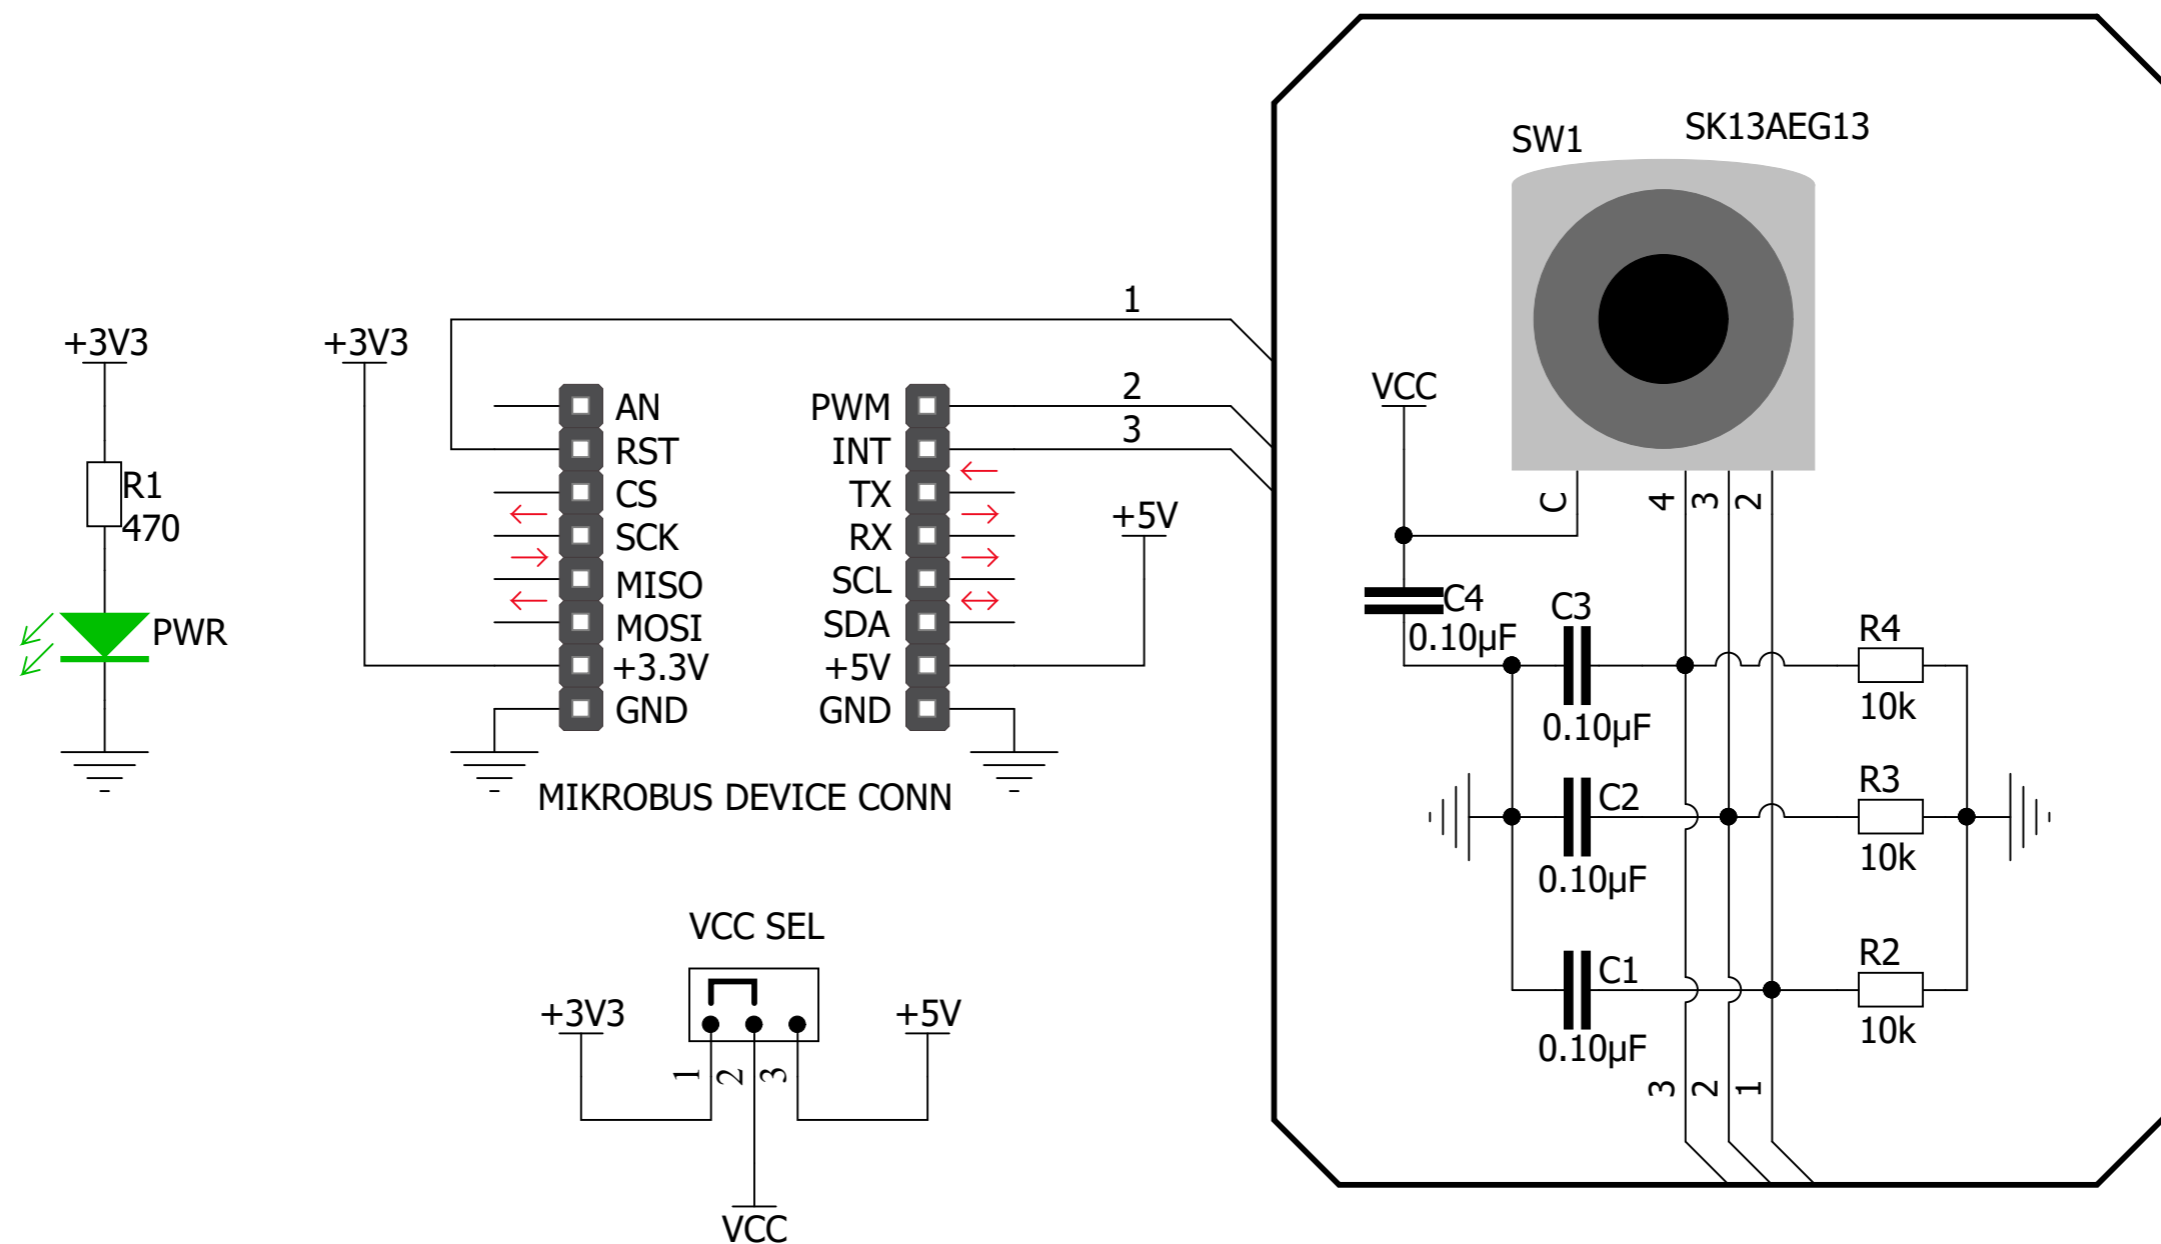 SW1
SK13AEG13
1
+3V3
+3V3
2
VCC
AN
PWM
3
RST
INT
R1
470
CS
TX
C
4
3
2
+5V
SCK
RX
MISO
SCL
C4
0.10µF
C3
0.10µF
PWR
MOSI
SDA
R4
10k
+3.3V
+5V
GND
GND
MIKROBUS DEVICE CONN
C2
0.10µF
R3
10k
VCC SEL
C1
0.10µF
R2
10k
+3V3
+5V
1
2
3
3
2
1
VCC